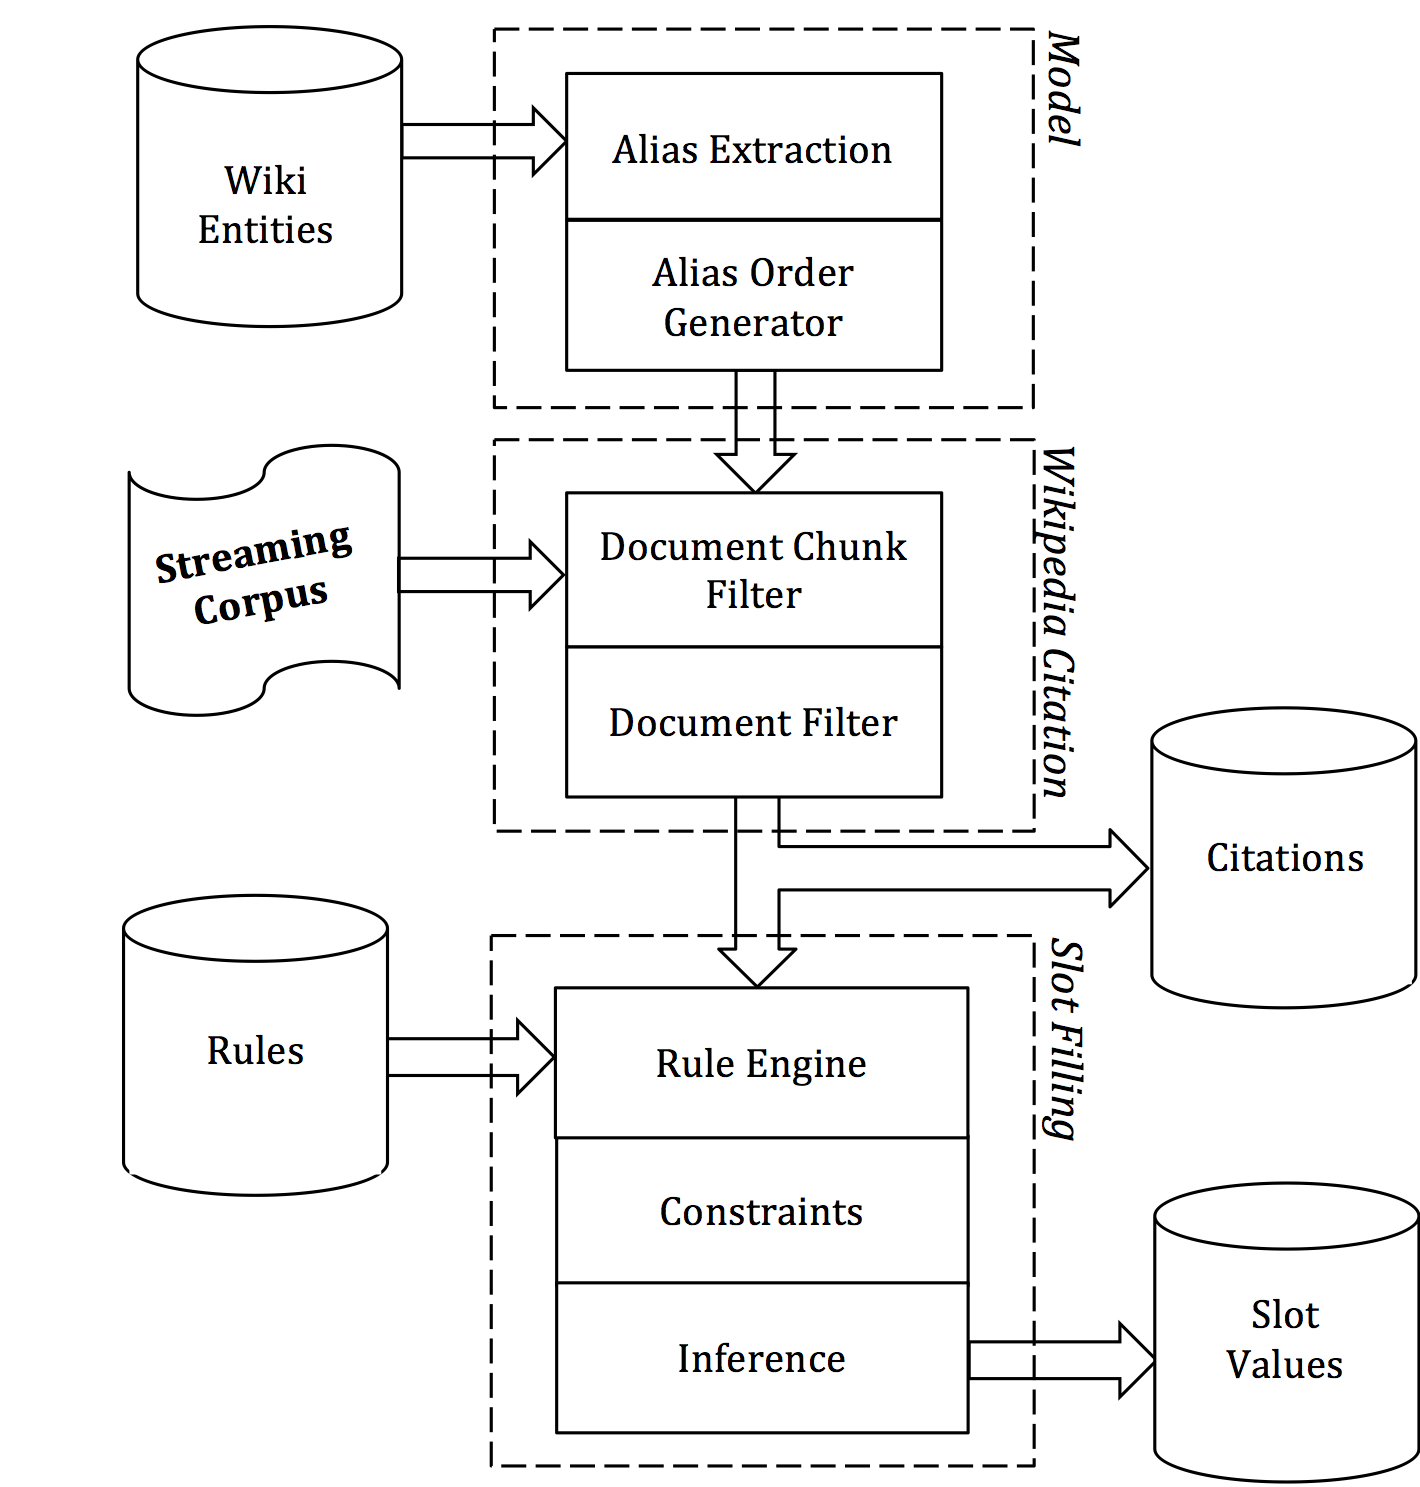 Model
Wiki
Entities
Alias Extraction
Alias Order
Generator
Wikipedia Citation
Streaming
Corpus
Document Chunk
Filter
Document Filter
Citations
Slot Filling
Rules
Rule Engine
Constraints
Inference
Slot
Values